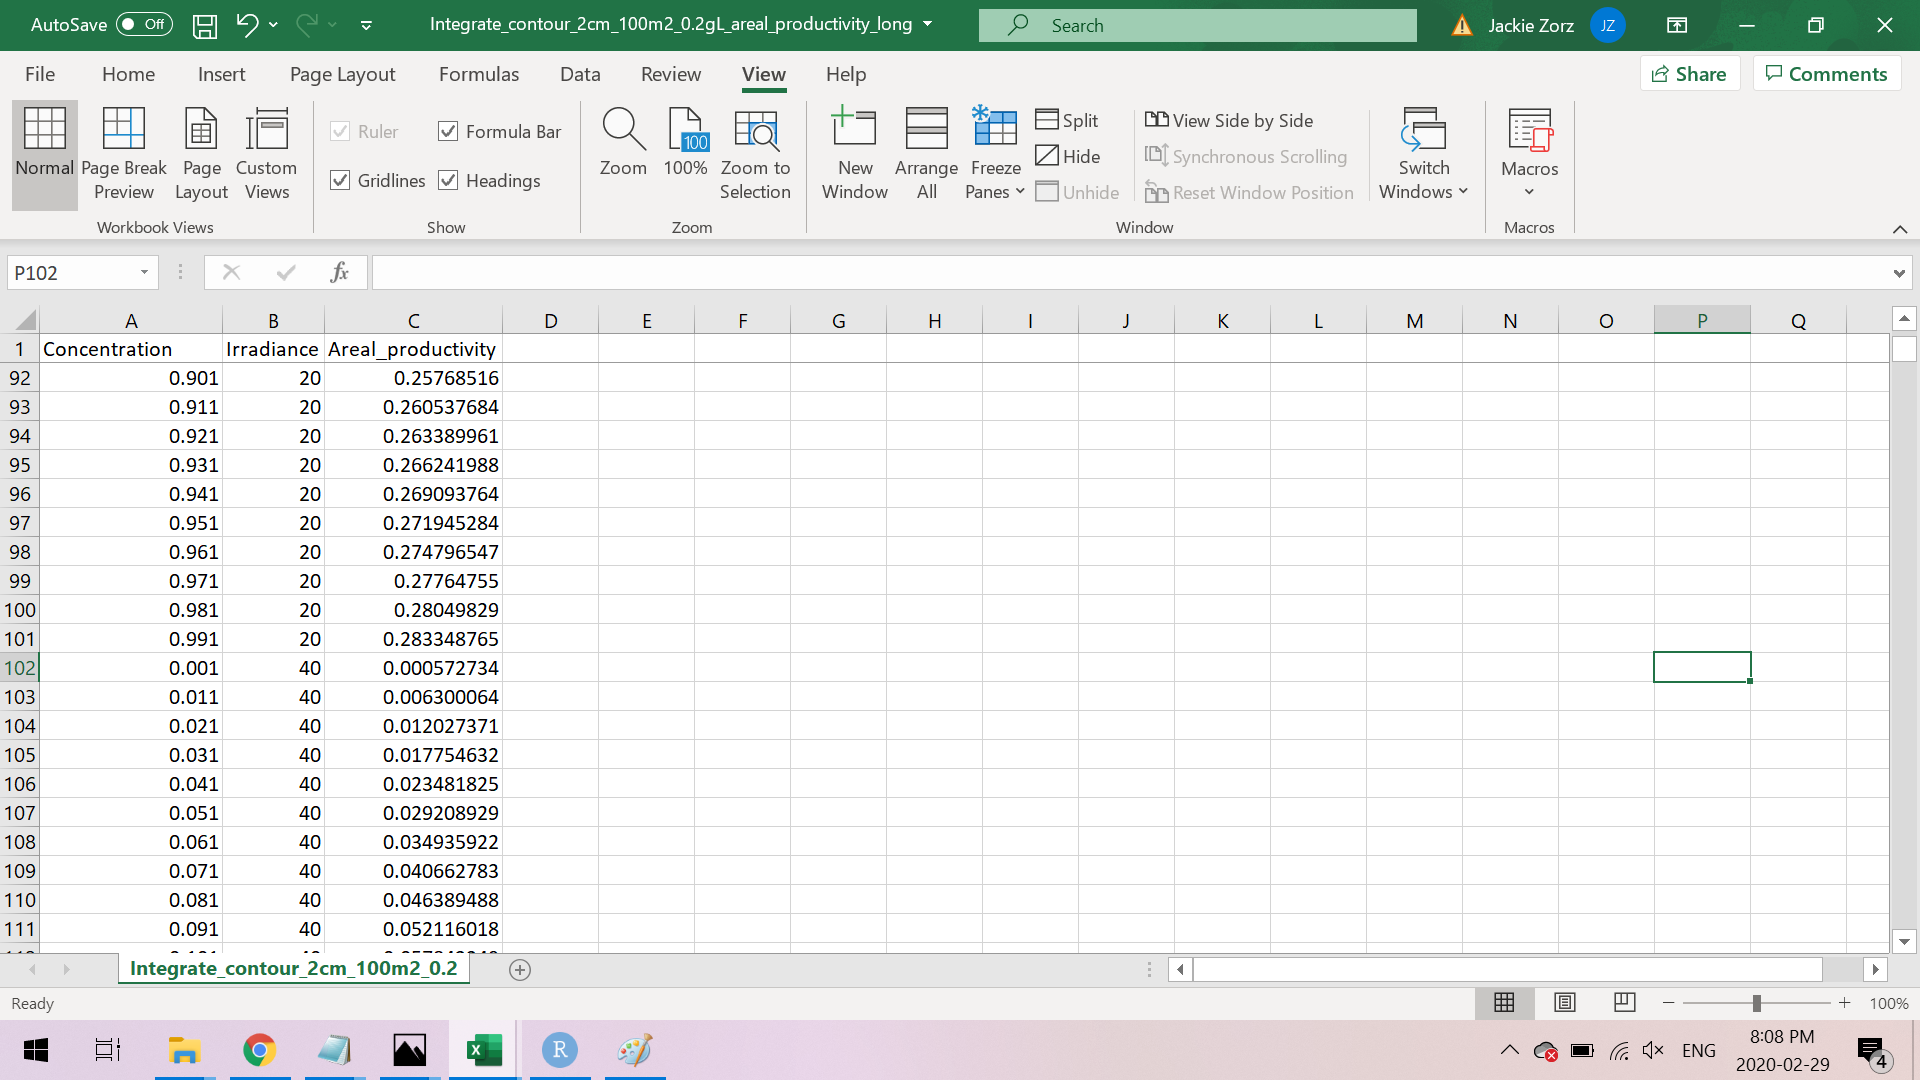 AutoSave Off Integrate_contour_2cm_100m2_0.2gL_areal_productivity_long Search Jackie Zorz JZ
File Home Insert Page Layout Formulas Data Review View Help Share Comments
Normal Page Break Preview Page Layout Custom Views
Workbook Views
Ruler Formula Bar
Gridlines Headings
Show
Zoom 100 100% Zoom to Selection
Zoom
New Window Arrange All Freeze Panes
Split
Hide
Unhide
View Side by Side
Synchronous Scrolling
Reset Window Position
Switch Windows
Window
Macros
Macros
P102 fx
A B C D E F G H I J K L M N O P Q
1 Concentration Irradiance Areal_productivity
92 0.901 20 0.25768516
93 0.911 20 0.260537684
94 0.921 20 0.263389961
95 0.931 20 0.266241988
96 0.941 20 0.269093764
97 0.951 20 0.271945284
98 0.961 20 0.274796547
99 0.971 20 0.27764755
100 0.981 20 0.28049829
101 0.991 20 0.283348765
102 0.001 40 0.000572734
103 0.011 40 0.006300064
104 0.021 40 0.012027371
105 0.031 40 0.017754632
106 0.041 40 0.023481825
107 0.051 40 0.029208929
108 0.061 40 0.034935922
109 0.071 40 0.040662783
110 0.081 40 0.046389488
111 0.091 40 0.052116018
Integrate_contour_2cm_100m2_0.2
Ready 100%
R ENG 8:08 PM
2020-02-29 4